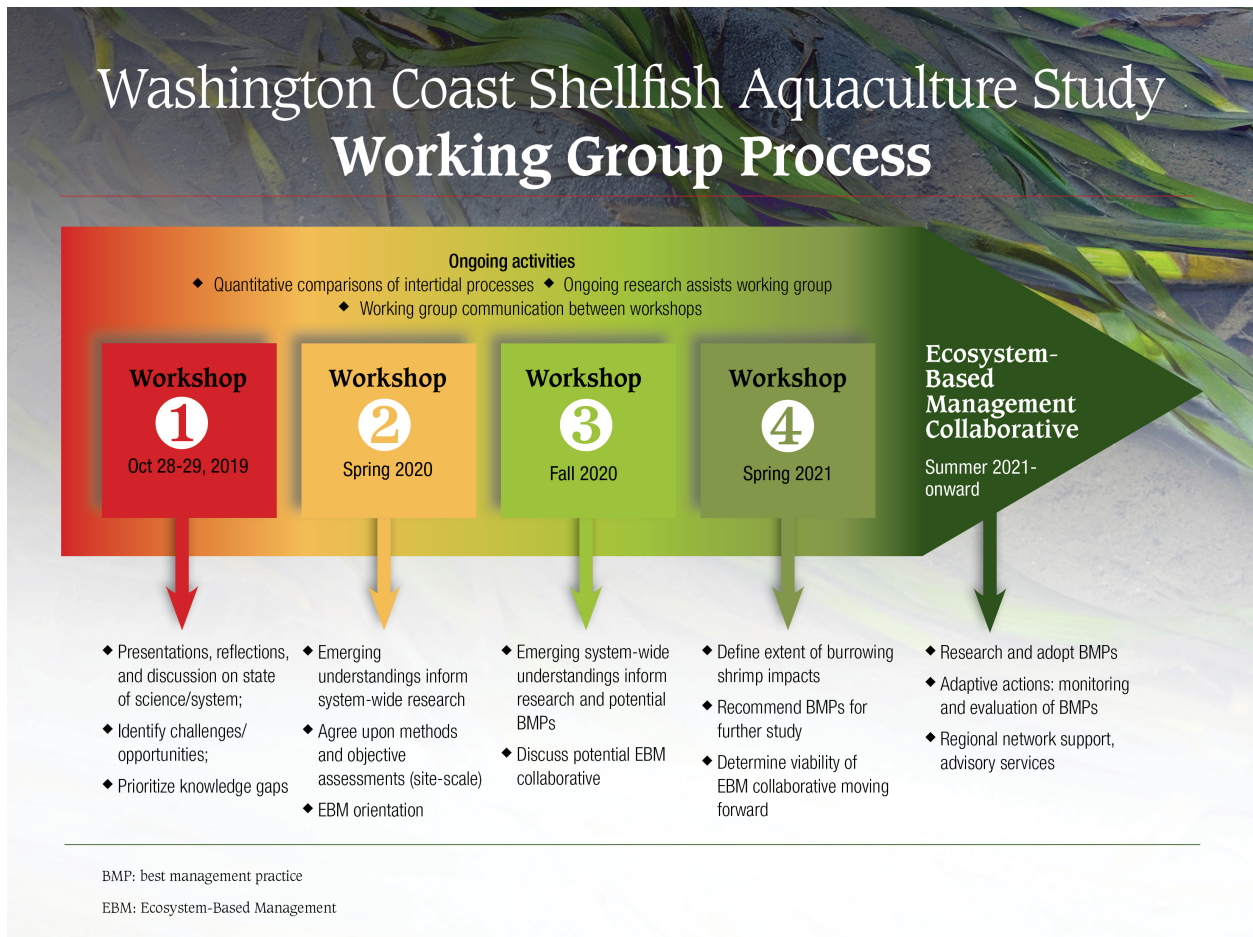 Washington Coast Shellfish Aquaculture Study
Working Group Process
Ongoing activities
◆ Quantitative comparisons of intertidal processes ◆ Ongoing research assists working group
◆ Working group communication between workshops
Workshop
1
Oct 28-29, 2019
Workshop
2
Spring 2020
Workshop
3
Fall 2020
Workshop
4
Spring 2021
Ecosystem-
Based
Management
Collaborative
Summer 2021-
onward
◆ Presentations, reflections,
and discussion on state
of science/system;
◆ Identify challenges/
opportunities;
◆ Prioritize knowledge gaps
◆ Emerging
understandings inform
system-wide research
◆ Agree upon methods
and objective
assessments (site-scale)
◆ EBM orientation
◆ Emerging system-wide
understandings inform
research and potential
BMPs
◆ Discuss potential EBM
collaborative
◆ Define extent of burrowing
shrimp impacts
◆ Recommend BMPs for
further study
◆ Determine viability of
EBM collaborative moving
forward
◆ Research and adopt BMPs
◆ Adaptive actions: monitoring
and evaluation of BMPs
◆ Regional network support,
advisory services
BMP: best management practice
EBM: Ecosystem-Based Management